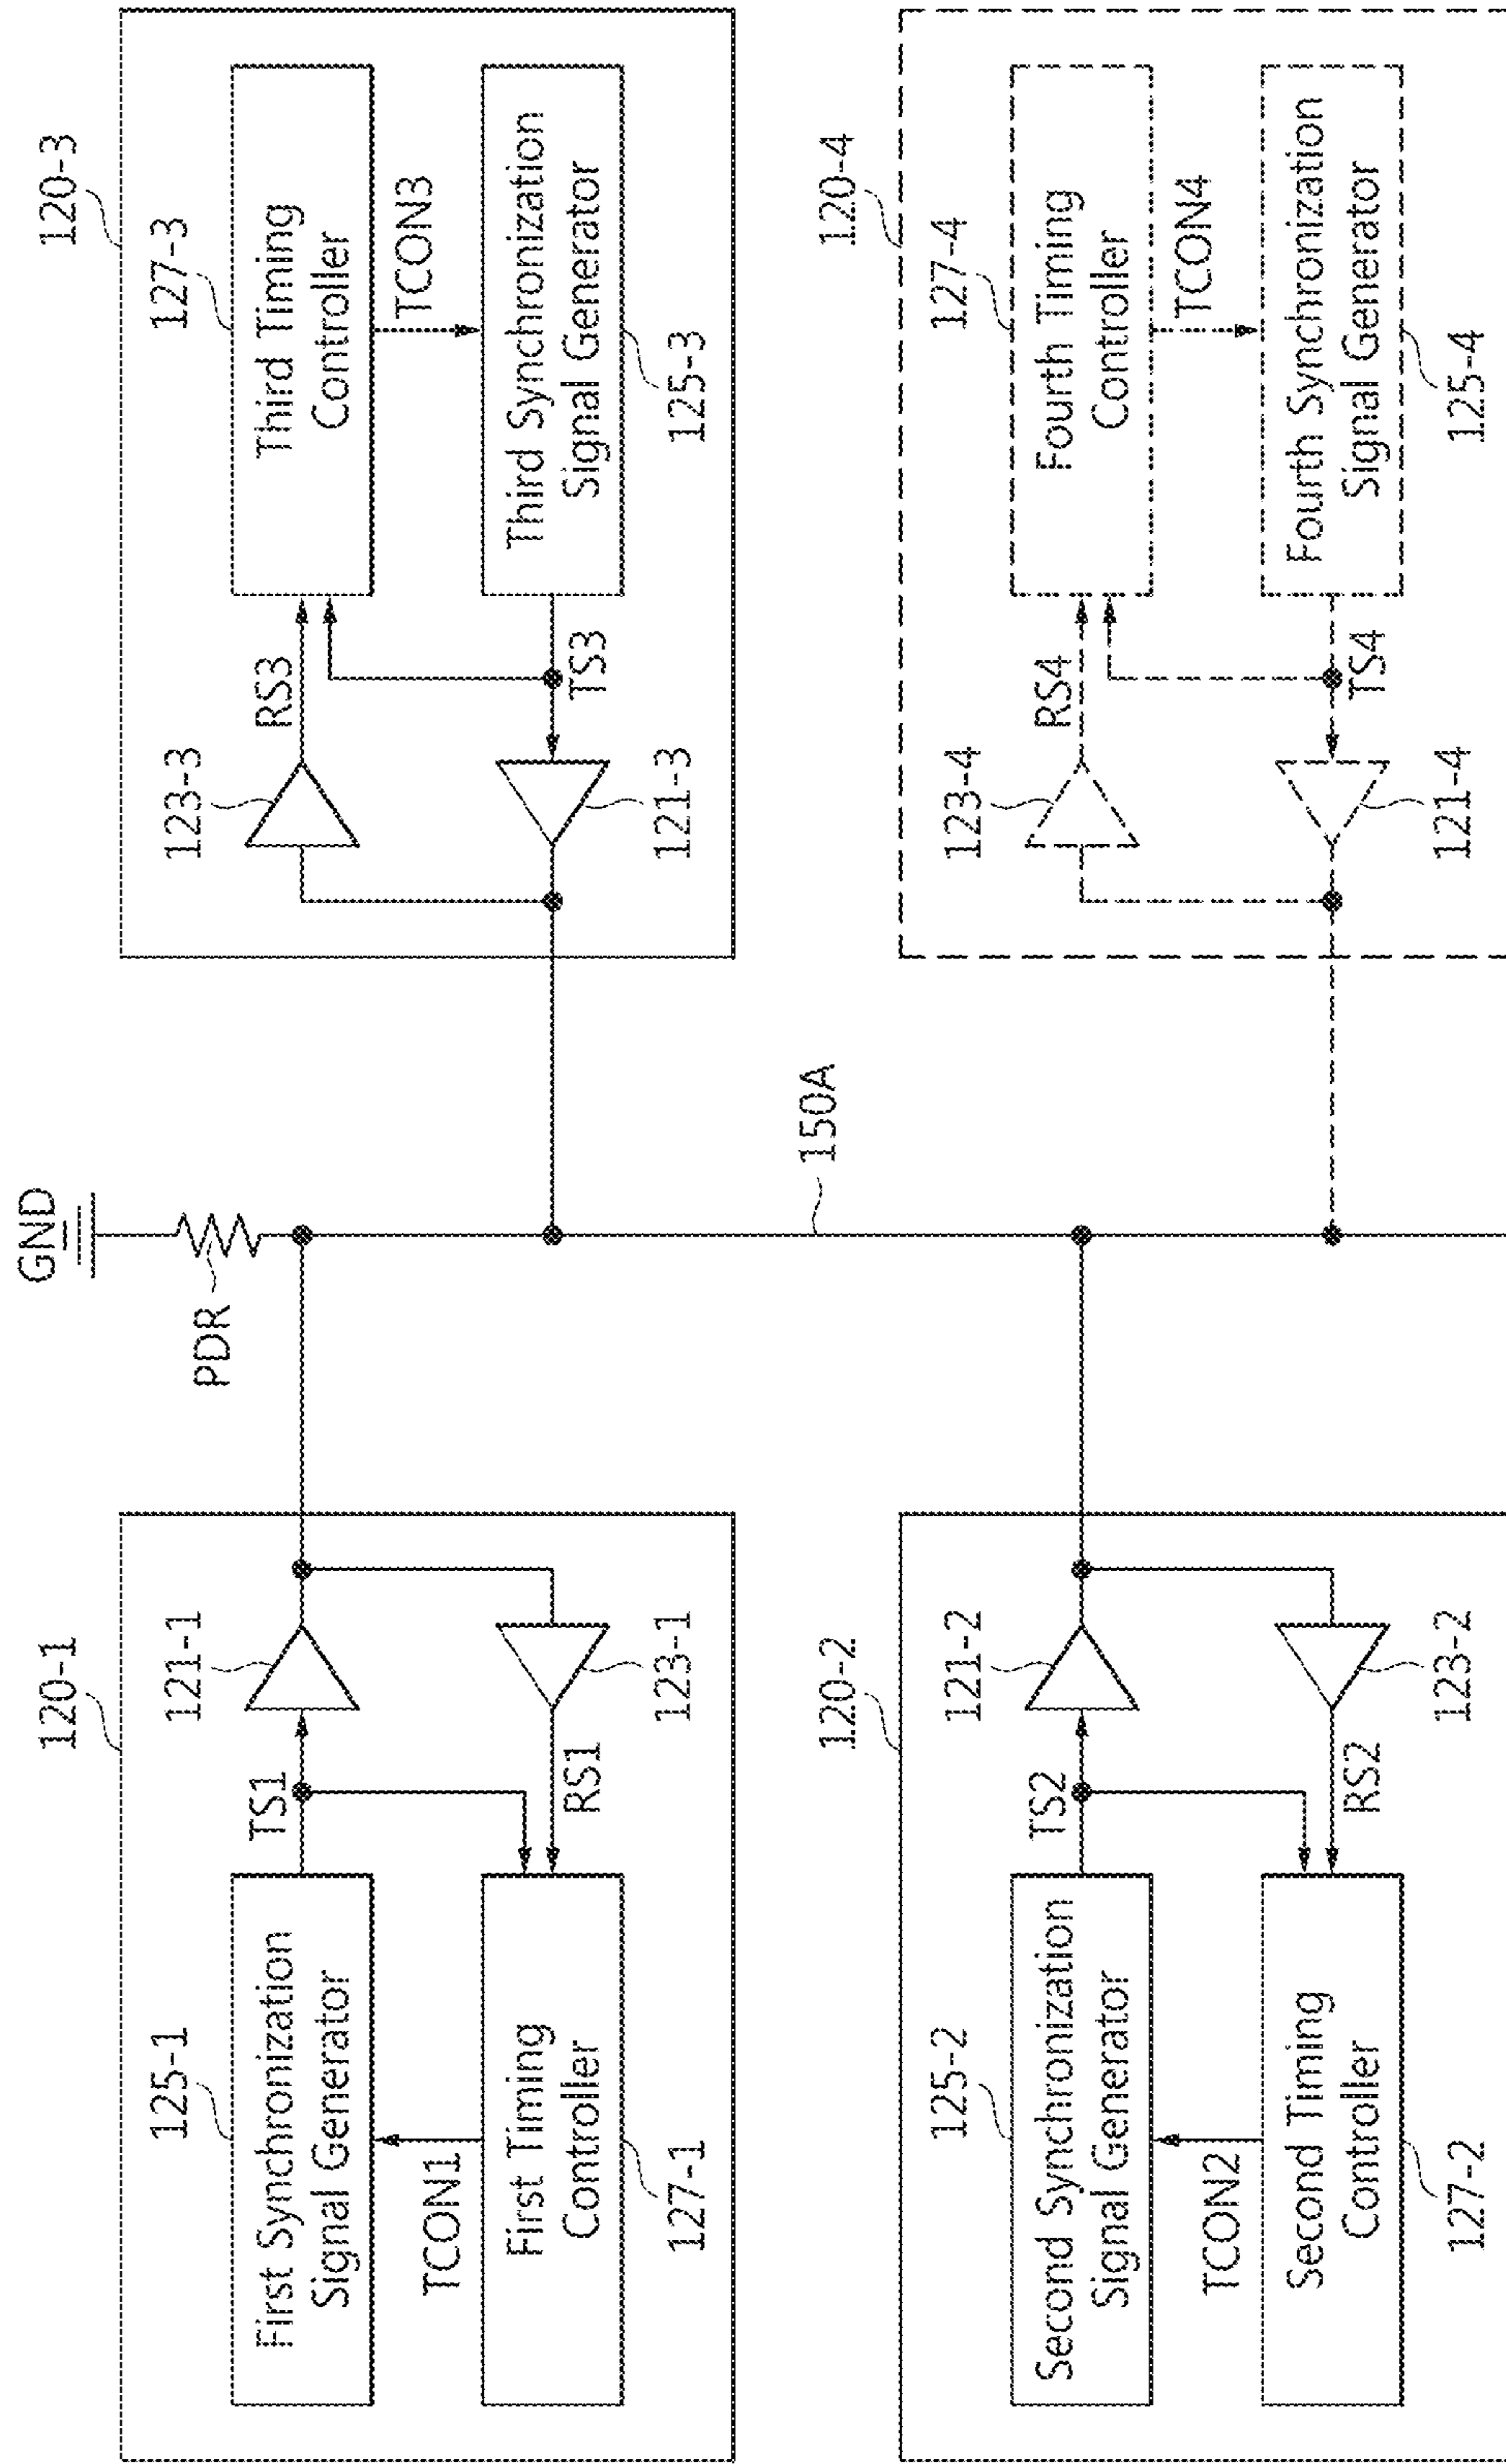 GND
PDR
150A
120-1
125-1
First Synchronization
Signal Generator
TS1
121-1
TCON1
First Timing
Controller
127-1
RS1
123-1
120-3
123-3
RS3
127-3
Third Timing
Controller
TCON3
Third Synchronization
Signal Generator
125-3
TS3
121-3
120-2
125-2
Second Synchronization
Signal Generator
TS2
121-2
TCON2
Second Timing
Controller
127-2
RS2
123-2
120-4
123-4
RS4
127-4
Fourth Timing
Controller
TCON4
Fourth Synchronization
Signal Generator
125-4
TS4
121-4